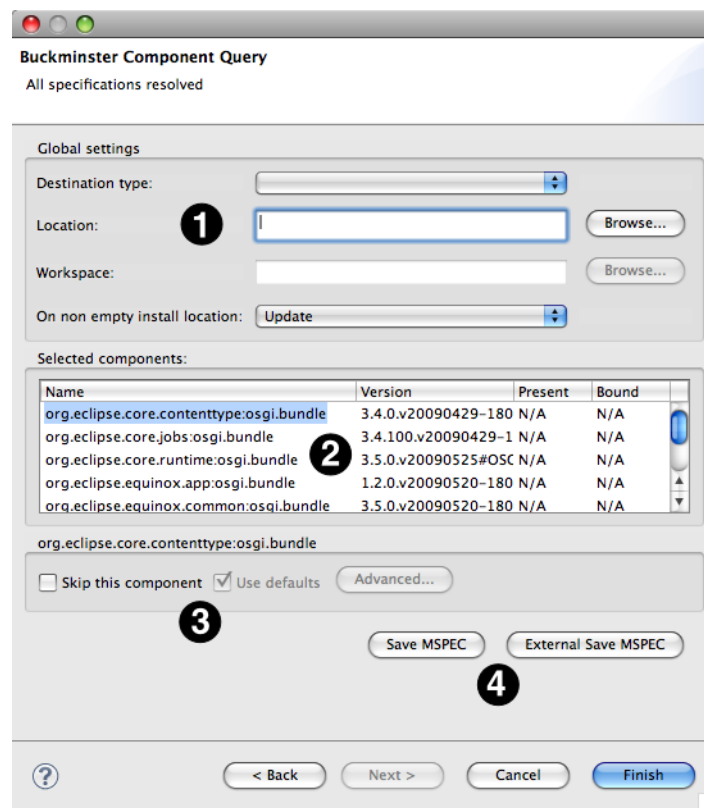 Buckminster Component Query
All specifications resolved
Global settings
Destination type:
1
Location:
Browse...
Workspace:
Browse...
On non empty install location: Update
Selected components:
Name Version Present Bound
org.eclipse.core.contenttype:osgi.bundle 3.4.0.v20090429-180 N/A N/A
org.eclipse.core.jobs:osgi.bundle 3.4.100.v20090429-1 N/A N/A
org.eclipse.core.runtime:osgi.bundle 2 3.5.0.v20090525#OSC N/A N/A
org.eclipse.equinox.app:osgi.bundle 1.2.0.v20090520-180 N/A N/A
org.eclipse.equinox.common:osgi.bundle 3.5.0.v20090520-180 N/A N/A
org.eclipse.core.contenttype:osgi.bundle
Skip this component Use defaults Advanced...
3
Save MSPEC External Save MSPEC
4
? < Back Next > Cancel Finish